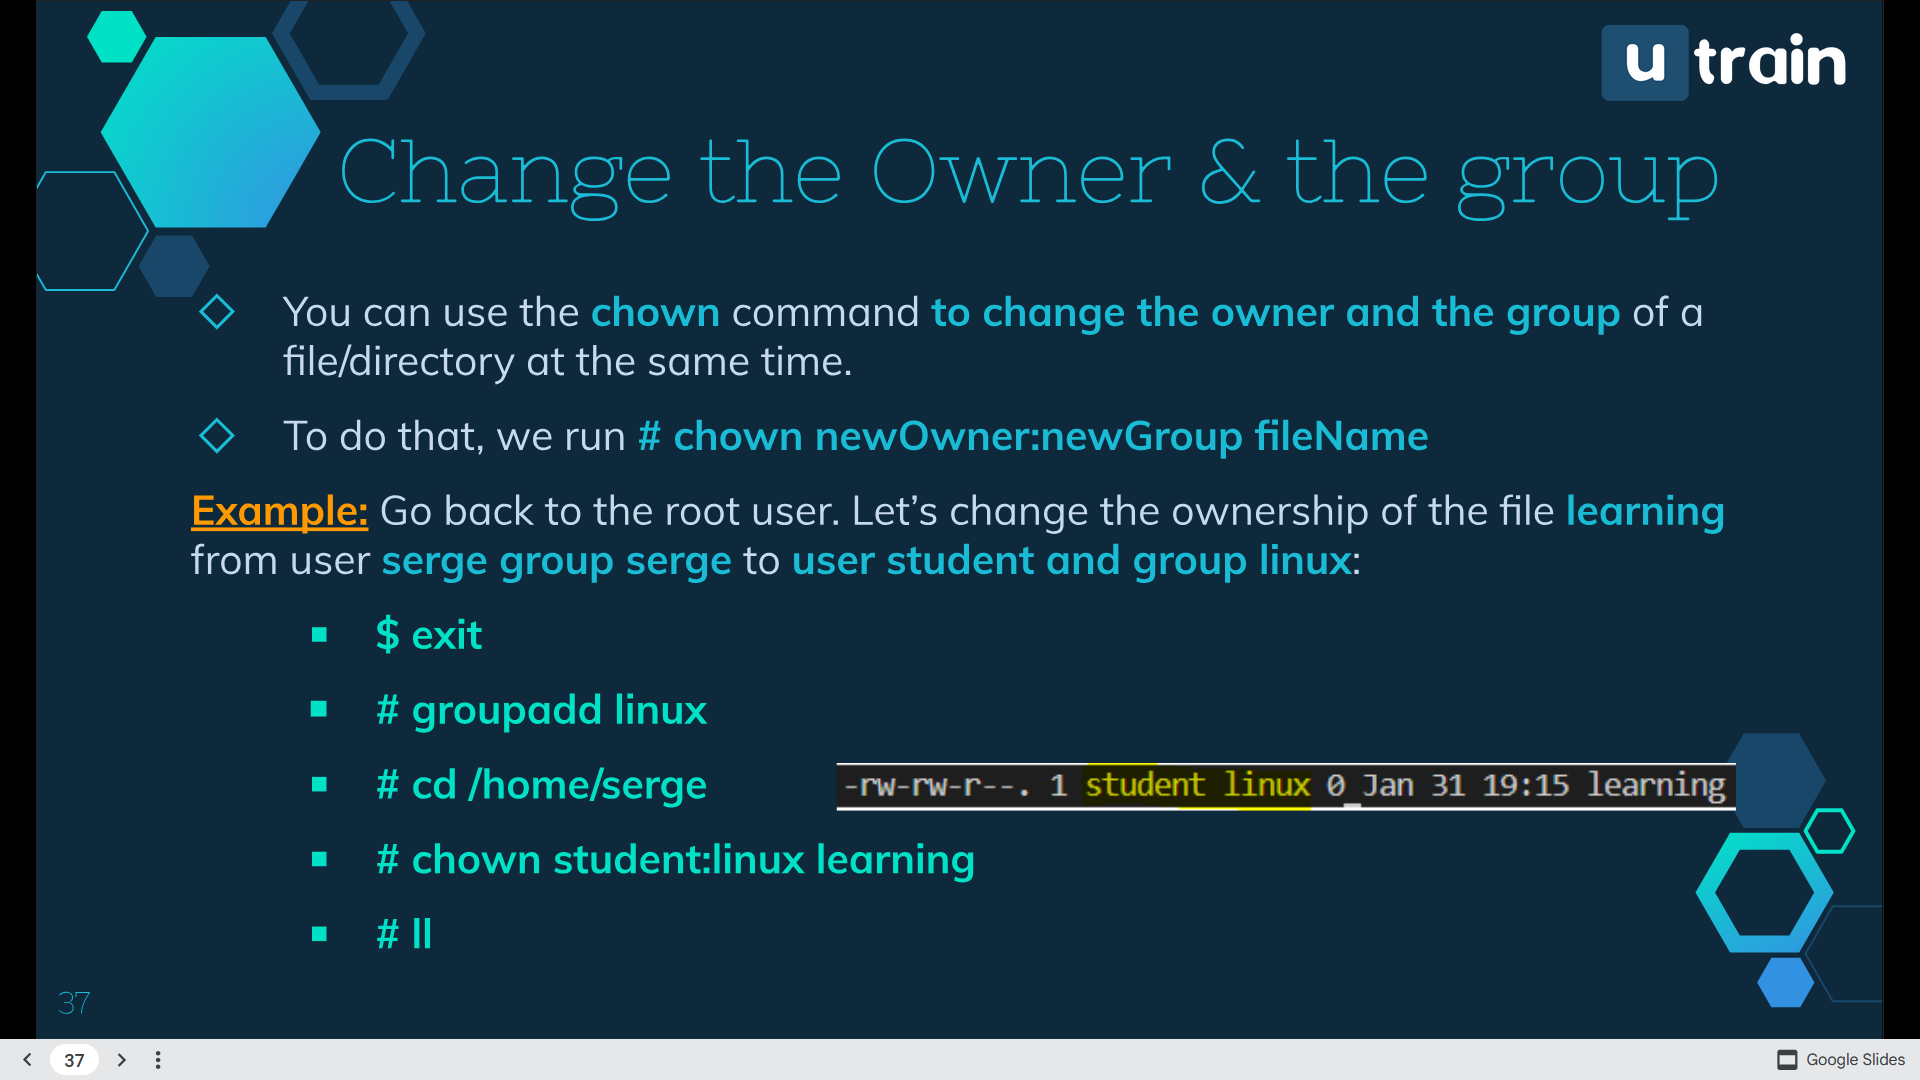 u train
Change the Owner & the group
You can use the chown command to change the owner and the group of a
file/directory at the same time.
To do that, we run # chown newOwner:newGroup fileName
Example: Go back to the root user. Let’s change the ownership of the file learning
from user serge group serge to user student and group linux:
$ exit
# groupadd linux
# cd /home/serge
-rw-rw-r--. 1 student linux 0 Jan 31 19:15 learning
# chown student:linux learning
# ll
37
37
Google Slides